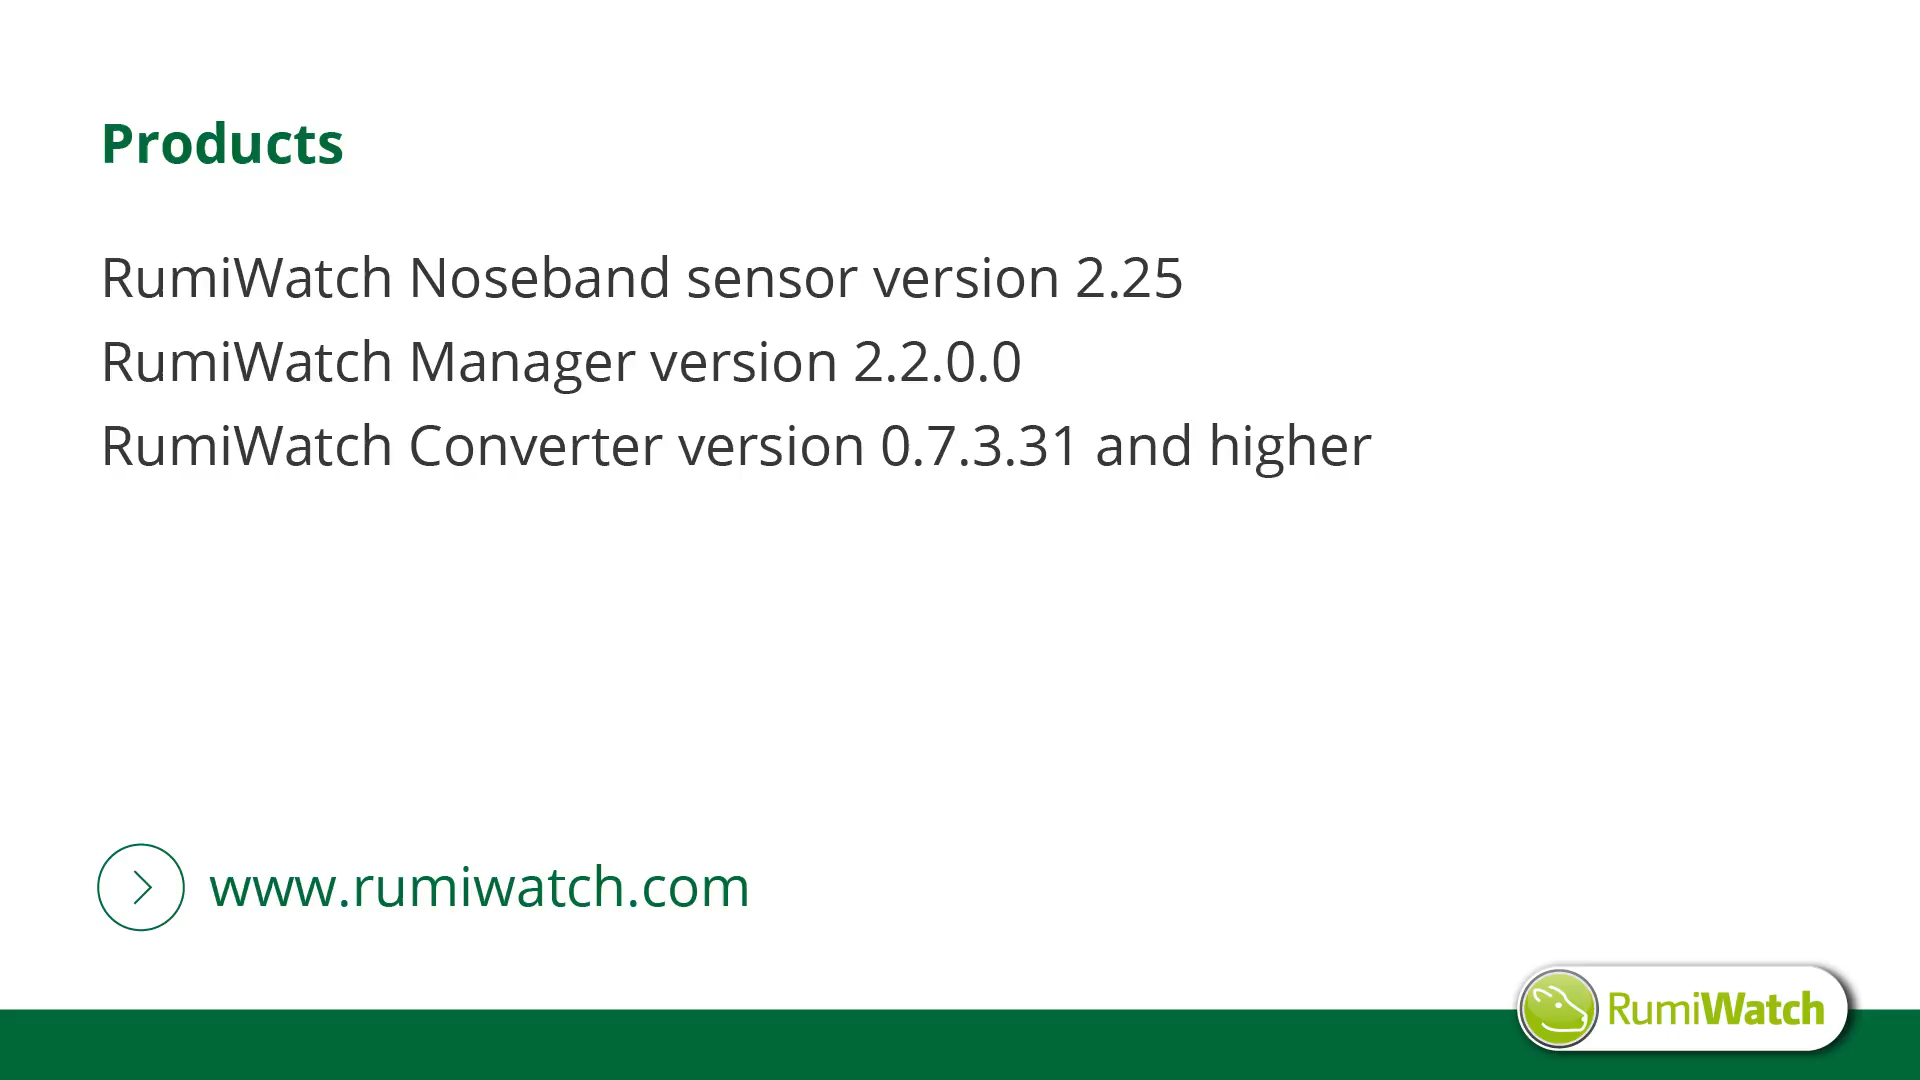 Products
RumiWatch Noseband sensor version 2.25
RumiWatch Manager version 2.2.0.0
RumiWatch Converter version 0.7.3.31 and higher
www.rumiwatch.com
RumiWatch